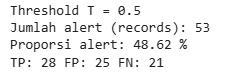 Threshold T = 0.5
Jumlah alert (records): 53
Proporsi alert: 48.62 %
TP: 28 FP: 25 FN: 21